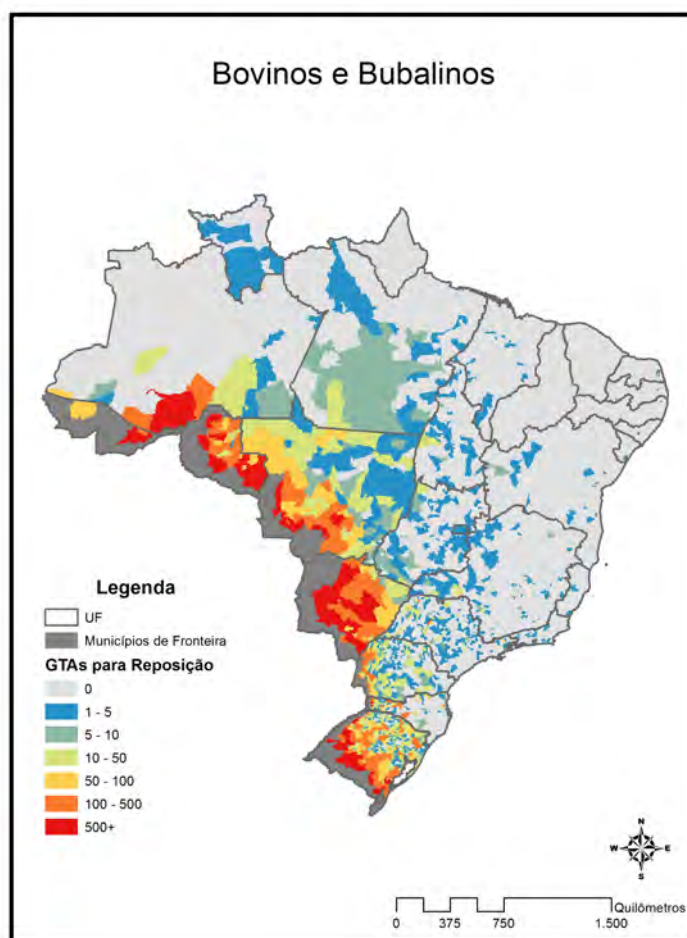 Bovinos e Bubalinos
Legenda
UF
Municípios de Fronteira
GTAs para Reposição
0
1 - 5
5 - 10
10 - 50
50 - 100
100 - 500
500+
N
W E
S
Quilômetros
0 375 750 1.500